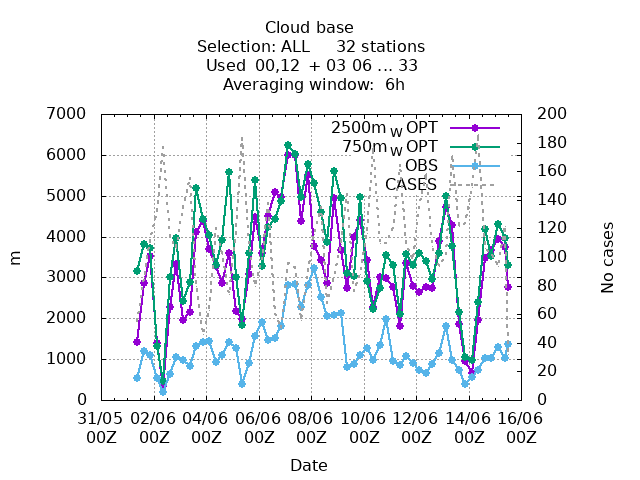 Cloud base
Selection: ALL 32 stations
Used 00,12 + 03 06 ... 33
Averaging window: 6h
7000
6000
5000
4000
3000
2000
1000
0
m
200
180
160
140
120
100
80
60
40
20
0
No cases
2500m_W OPT
750m_W OPT
OBS
CASES
31/05 02/06 04/06 06/06 08/06 10/06 12/06 14/06 16/06
00Z 00Z 00Z 00Z 00Z 00Z 00Z 00Z 00Z
Date